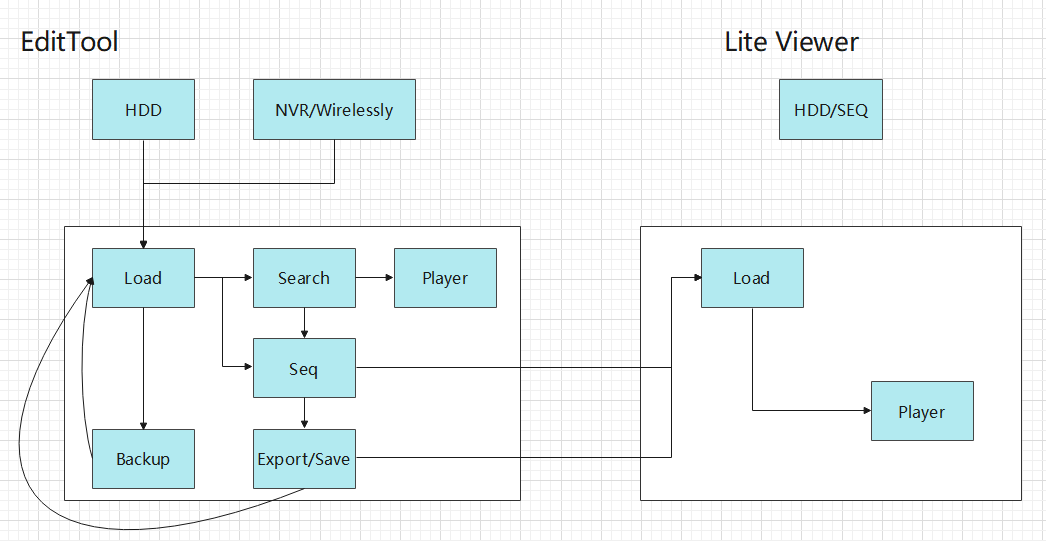 EditTool
Lite Viewer
HDD
NVR/Wirelessly
HDD/SEQ
Load
Search
Player
Load
Seq
Player
Backup
Export/Save